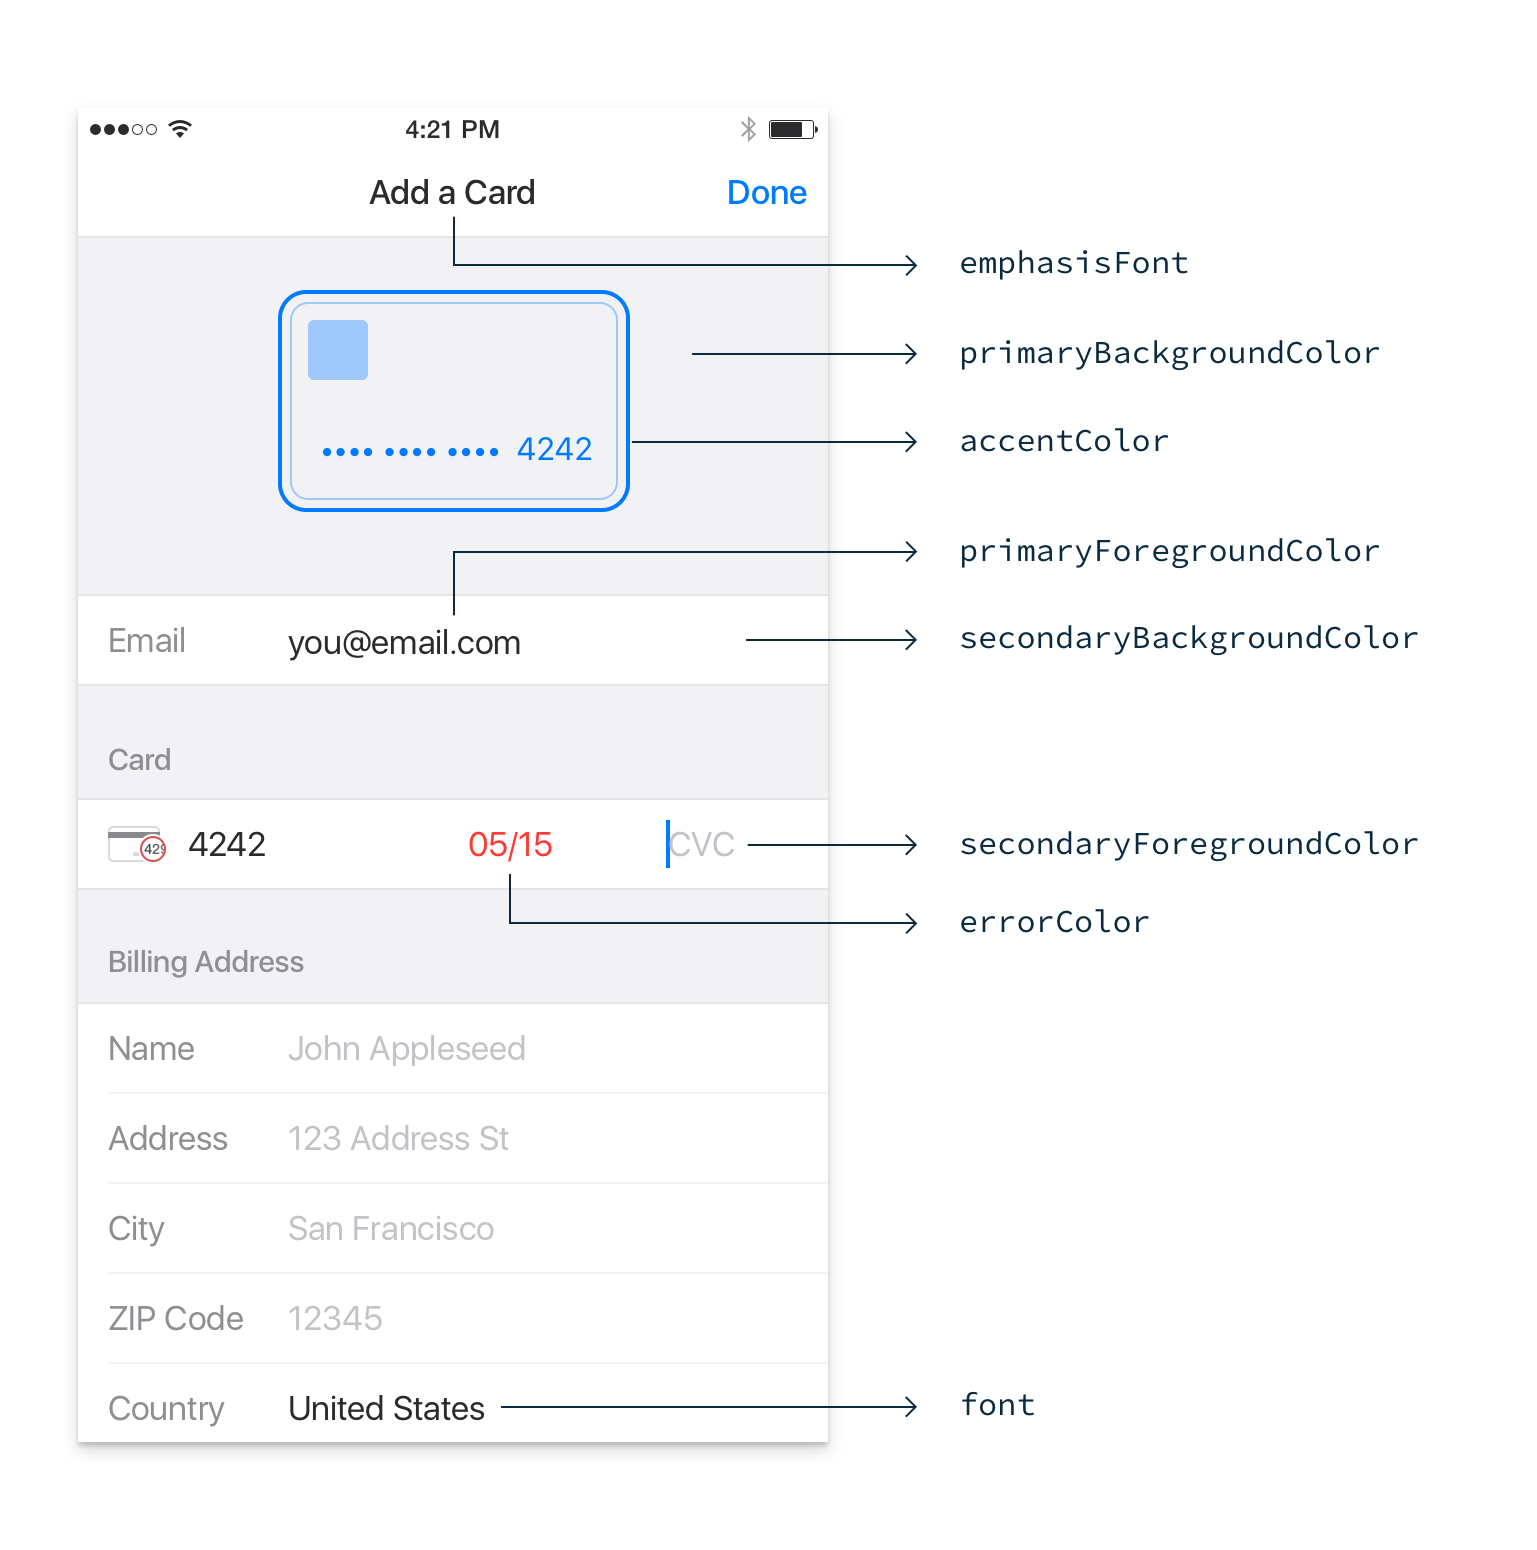 4:21 PM
Add a Card Done
emphasisFont
primaryBackgroundColor
accentColor
•••• •••• •••• 4242
primaryForegroundColor
Email you@email.com secondaryBackgroundColor
Card
429 4242 05/15 CVC secondaryForegroundColor
errorColor
Billing Address
Name John Appleseed
Address 123 Address St
City San Francisco
ZIP Code 12345
Country United States font